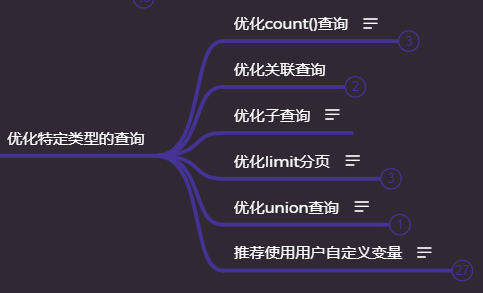 优化count()查询
3
优化关联查询
2
优化子查询
优化特定类型的查询
优化limit分页
3
优化union查询
1
推荐使用用户自定义变量
27